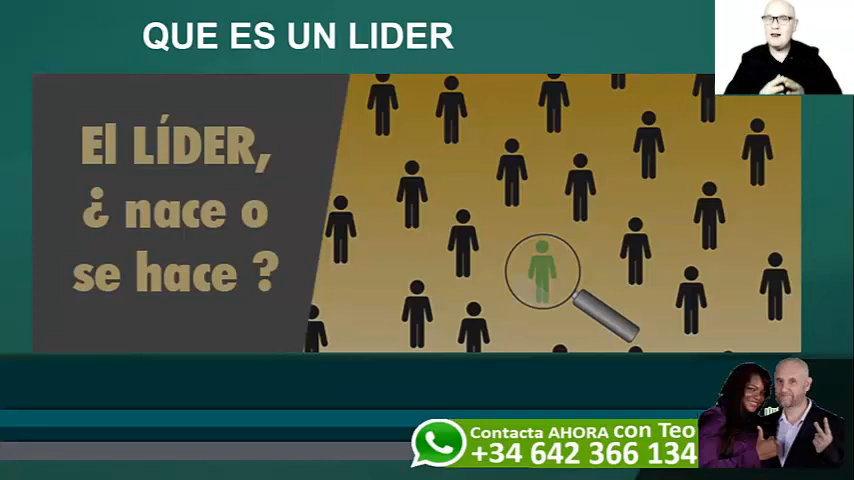 QUE ES UN LIDER
El LÍDER,
¿ nace o
se hace ?
Contacta AHORA con Teo
+34 642 366 134